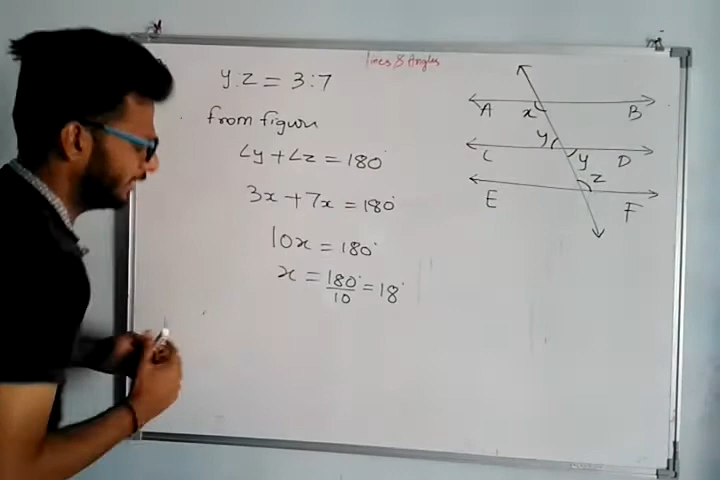 lines & Angles
y:z = 3:7
from figure
∠y + ∠z = 180°
3x + 7x = 180°
10x = 180°
x = 180°/10 = 18°
A x B
y
C y D
z
E F